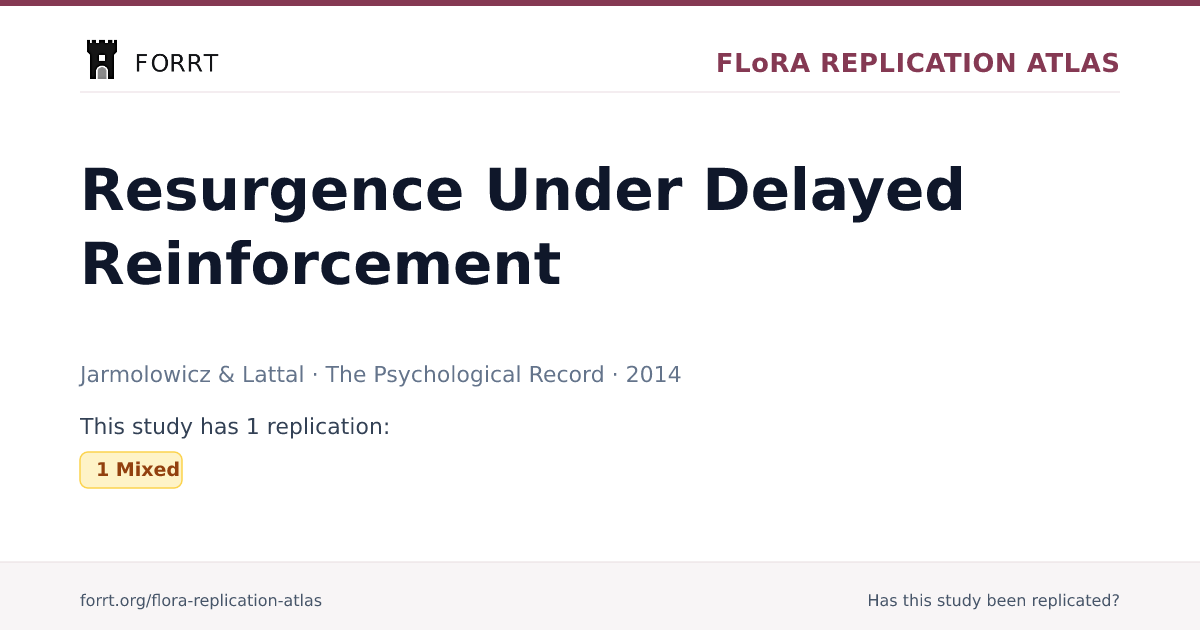 FORRT
FLoRA REPLICATION ATLAS
Resurgence Under Delayed
Reinforcement
Jarmolowicz & Lattal · The Psychological Record · 2014
This study has 1 replication:
1 Mixed
forrt.org/flora-replication-atlas
Has this study been replicated?